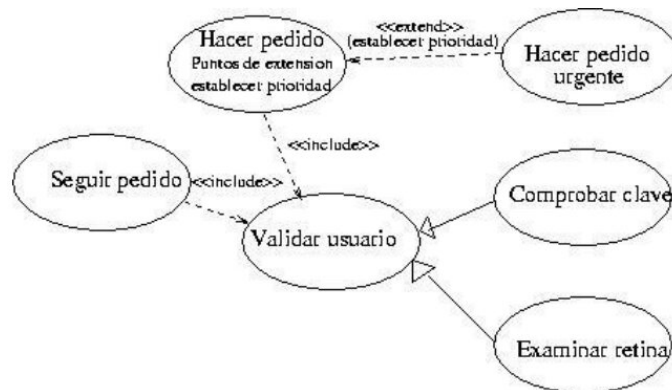 <<extend>>
(establecer prioridad)
Hacer pedido
Puntos de extension
establecer prioridad
Hacer pedido
urgente
<<include>>
Seguir pedido
<<include>>
Comprobar clave
Validar usuario
Examinar retina